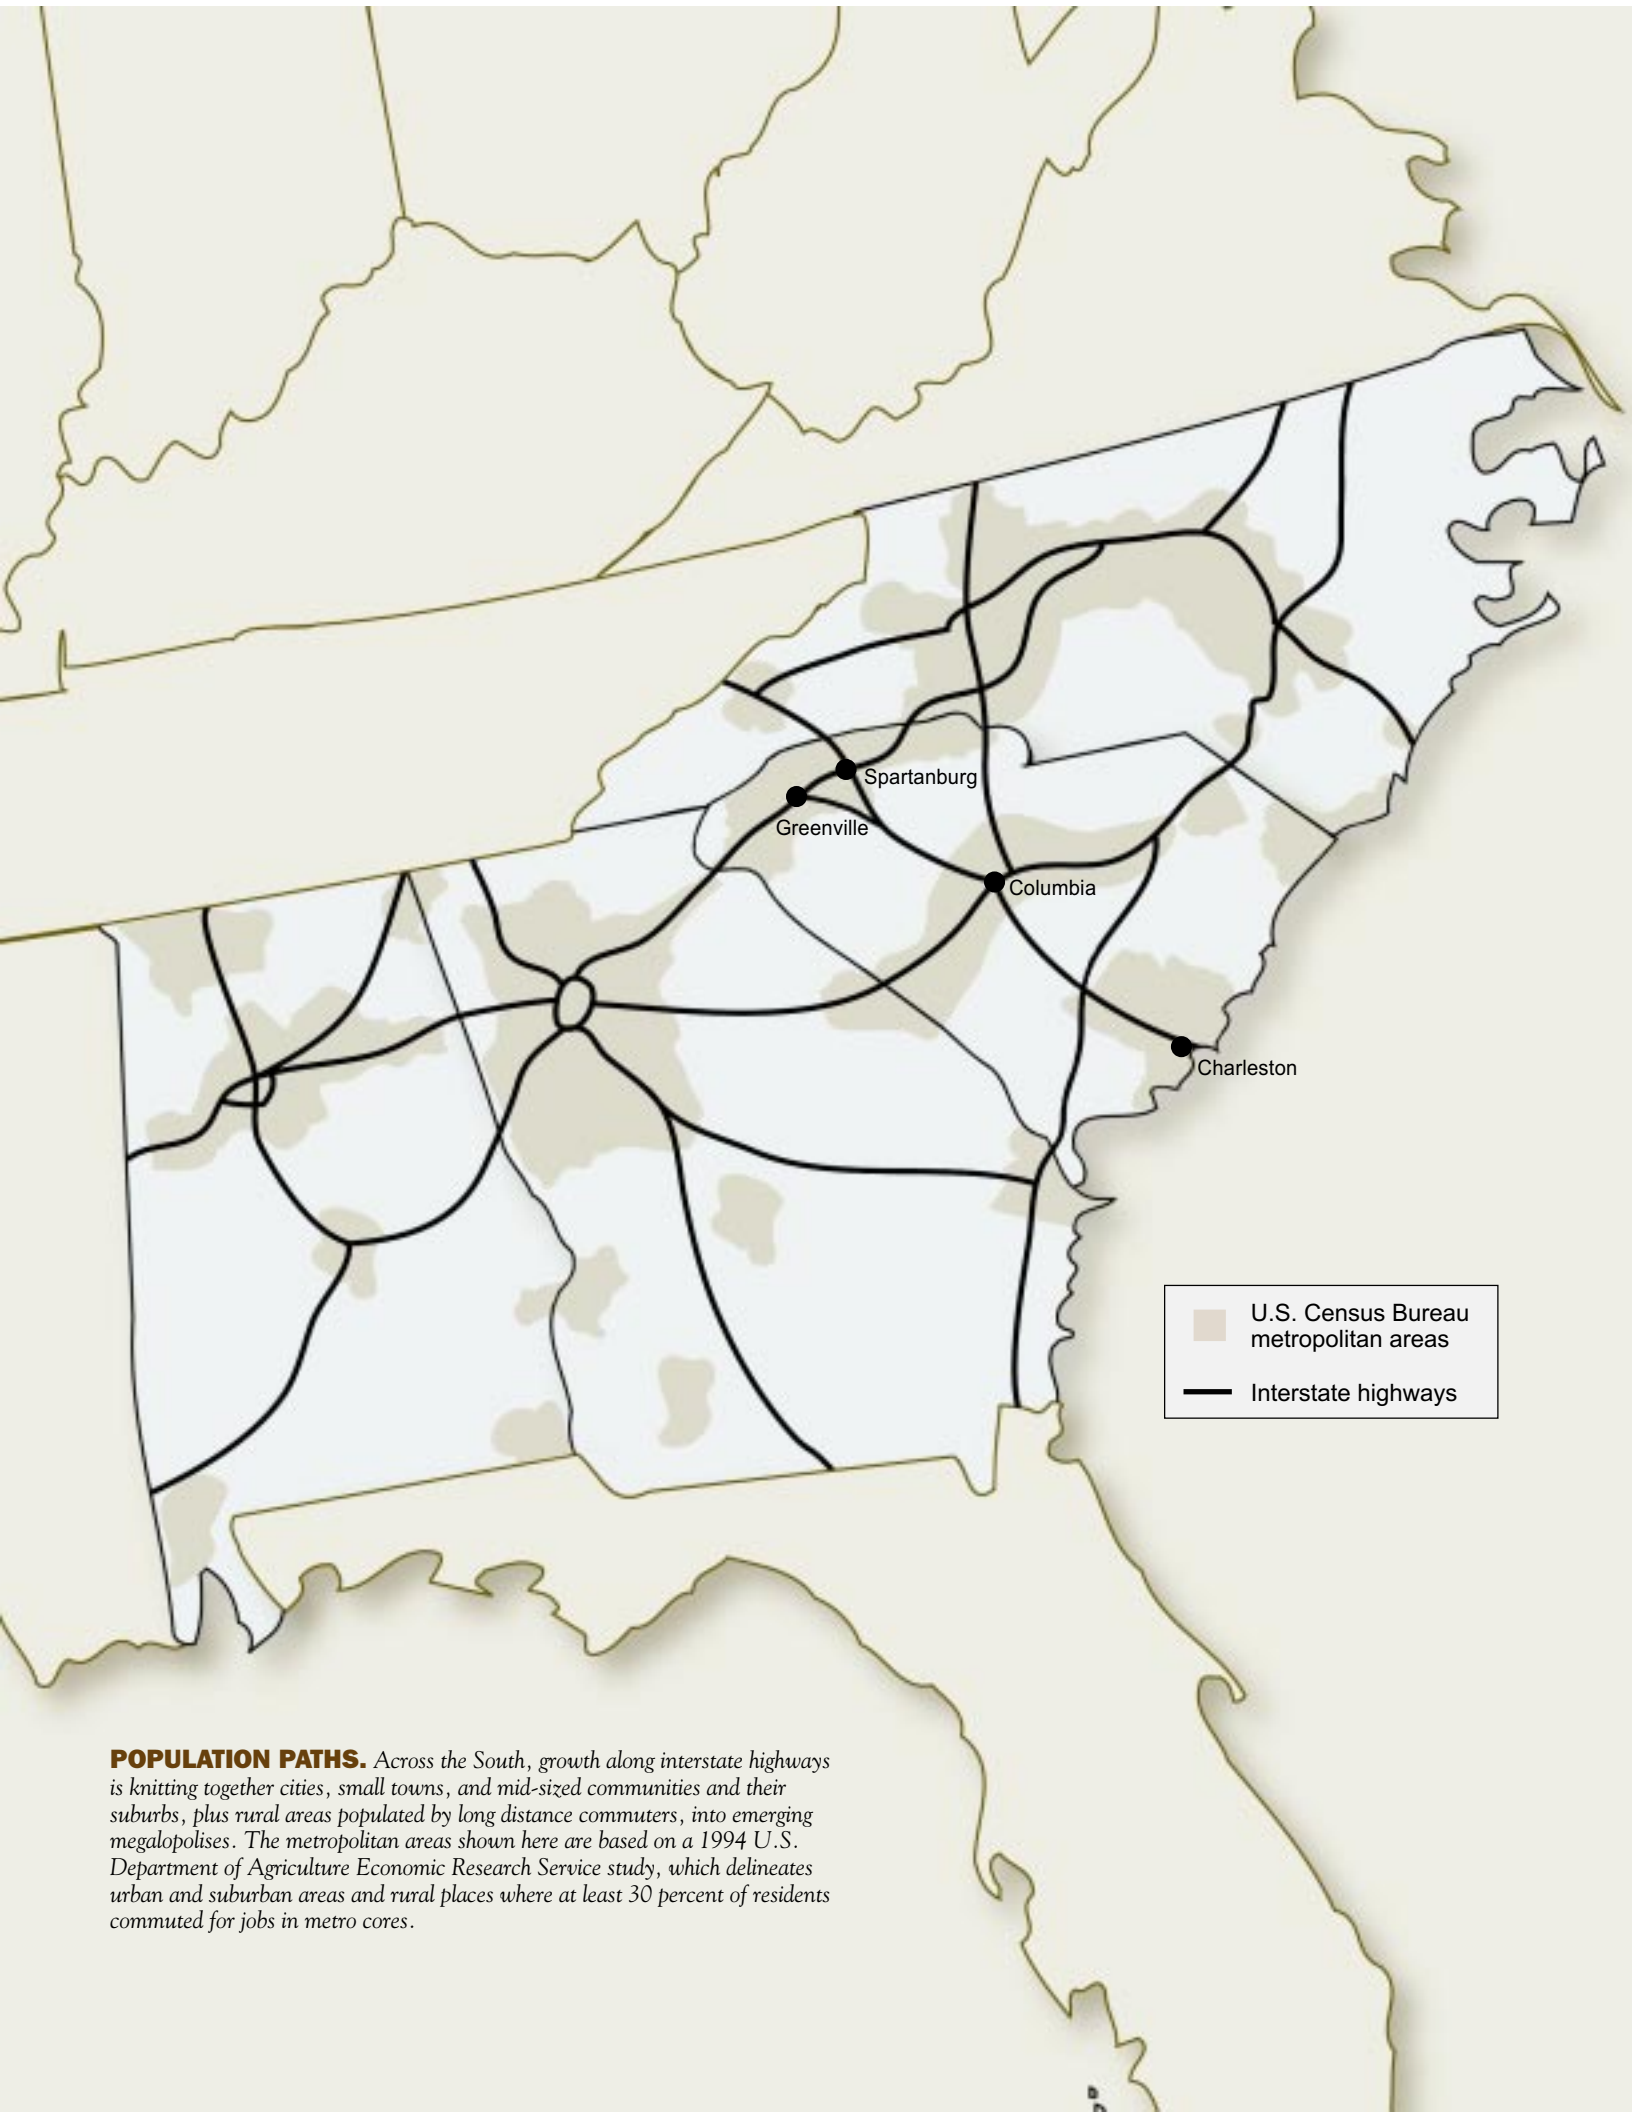 Spartanburg
Greenville
Columbia
Charleston
U.S. Census Bureau
metropolitan areas
Interstate highways
POPULATION PATHS. Across the South, growth along interstate highways
is knitting together cities, small towns, and mid-sized communities and their
suburbs, plus rural areas populated by long distance commuters, into emerging
megalopolises. The metropolitan areas shown here are based on a 1994 U.S.
Department of Agriculture Economic Research Service study, which delineates
urban and suburban areas and rural places where at least 30 percent of residents
commuted for jobs in metro cores.